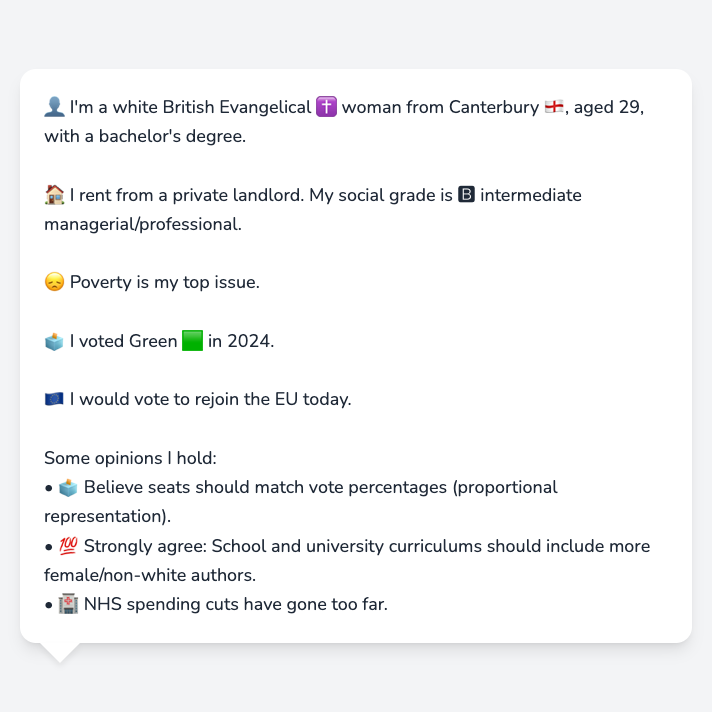 👤 I'm a white British Evangelical ✝️ woman from Canterbury 🏴󠁧󠁢󠁥󠁮󠁧󠁿, aged 29,
with a bachelor's degree.
🏠 I rent from a private landlord. My social grade is 🅱 intermediate
managerial/professional.
😞 Poverty is my top issue.
🗳️ I voted Green 🟩 in 2024.
🇪🇺 I would vote to rejoin the EU today.
Some opinions I hold:
• 🗳️ Believe seats should match vote percentages (proportional
representation).
• 💯 Strongly agree: School and university curriculums should include more
female/non-white authors.
• 🏥 NHS spending cuts have gone too far.